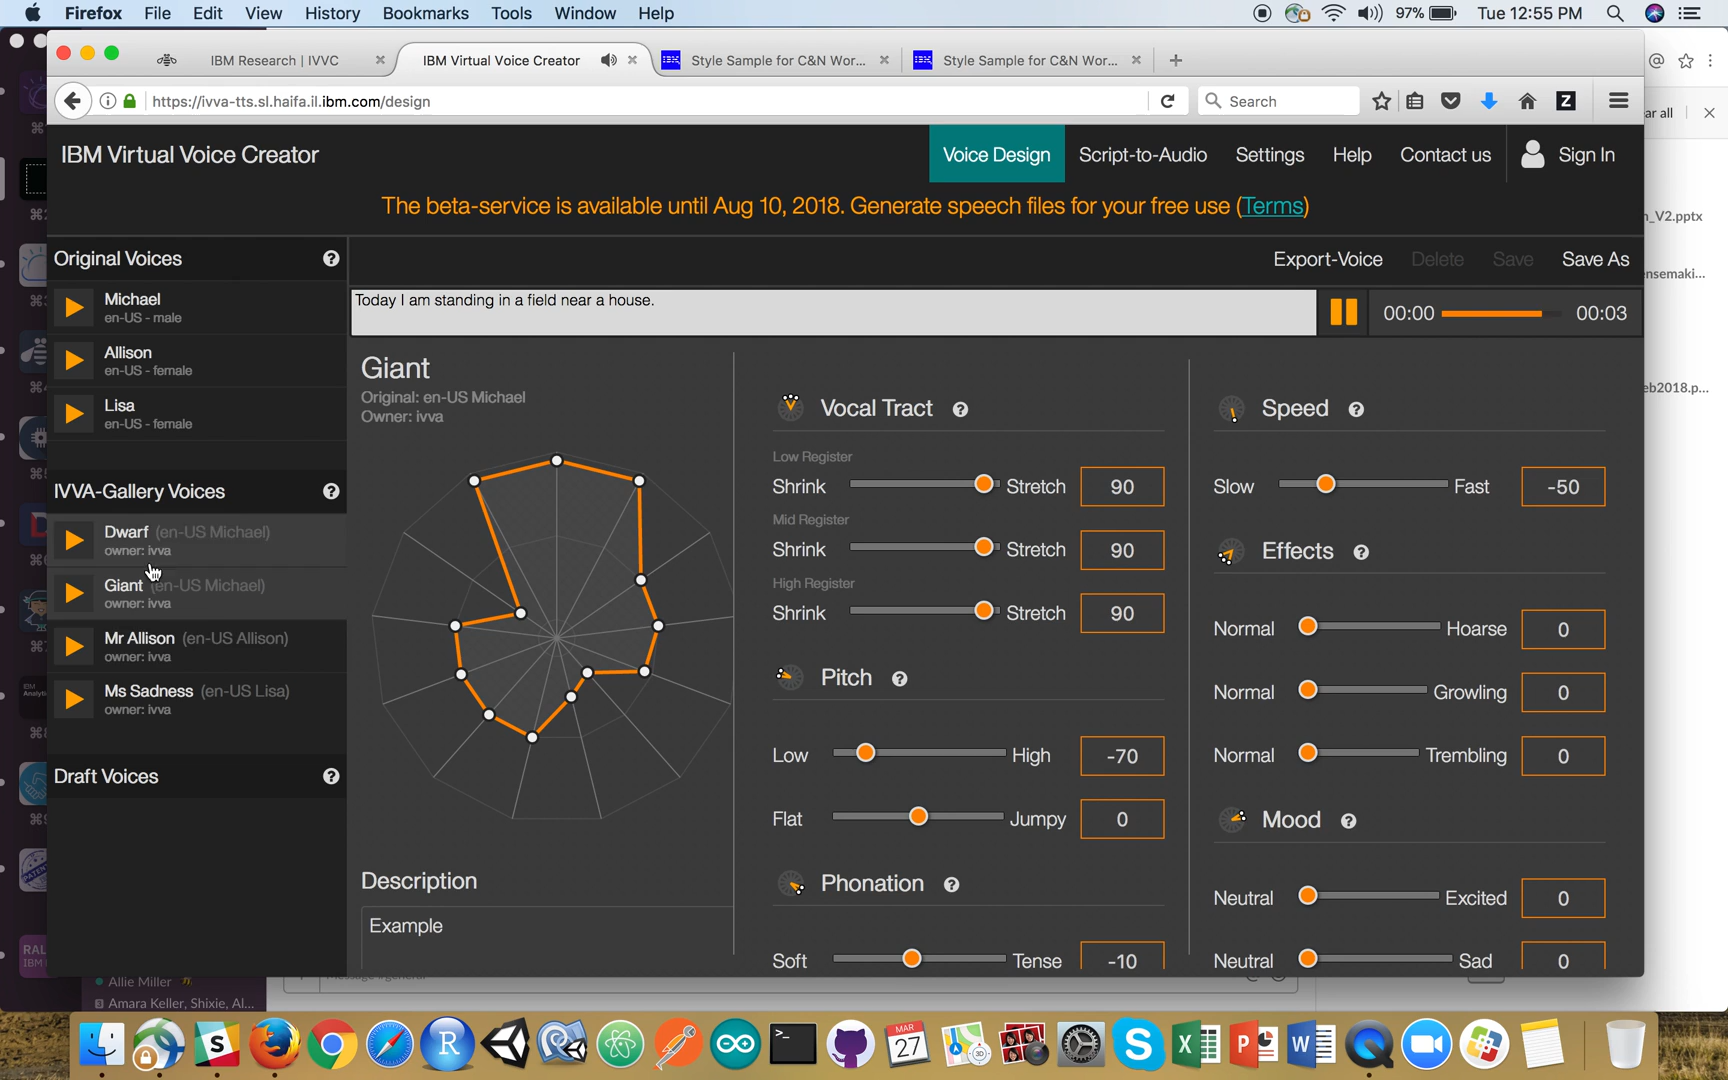 Firefox File Edit View History Bookmarks Tools Window Help
97% Tue 12:55 PM
IBM Research | IVVC
IBM Virtual Voice Creator
Style Sample for C&N Wor...
Style Sample for C&N Wor...
https://ivva-tts.sl.haifa.il.ibm.com/design
Search
Z
ar all
IBM Virtual Voice Creator
Voice Design
Script-to-Audio
Settings
Help
Contact us
Sign In
The beta-service is available until Aug 10, 2018. Generate speech files for your free use (Terms)
_V2.pptx
ensemaki...
eb2018.p...
Original Voices
Michael
en-US - male
Allison
en-US - female
Lisa
en-US - female
IVVA-Gallery Voices
Dwarf (en-US Michael)
owner: ivva
Giant (en-US Michael)
owner: ivva
Mr Allison (en-US Allison)
owner: ivva
Ms Sadness (en-US Lisa)
owner: ivva
Draft Voices
Export-Voice
Delete
Save
Save As
Today I am standing in a field near a house.
00:00
00:03
Giant
Original: en-US Michael
Owner: ivva
Description
Example
Vocal Tract
Low Register
Shrink Stretch 90
Mid Register
Shrink Stretch 90
High Register
Shrink Stretch 90
Pitch
Low High -70
Flat Jumpy 0
Phonation
Soft Tense -10
Speed
Slow Fast -50
Effects
Normal Hoarse 0
Normal Growling 0
Normal Trembling 0
Mood
Neutral Excited 0
Neutral Sad 0
RAL
IBM
Allie Miller
Amara Keller, Shixie, Al...
MAR
27
3D